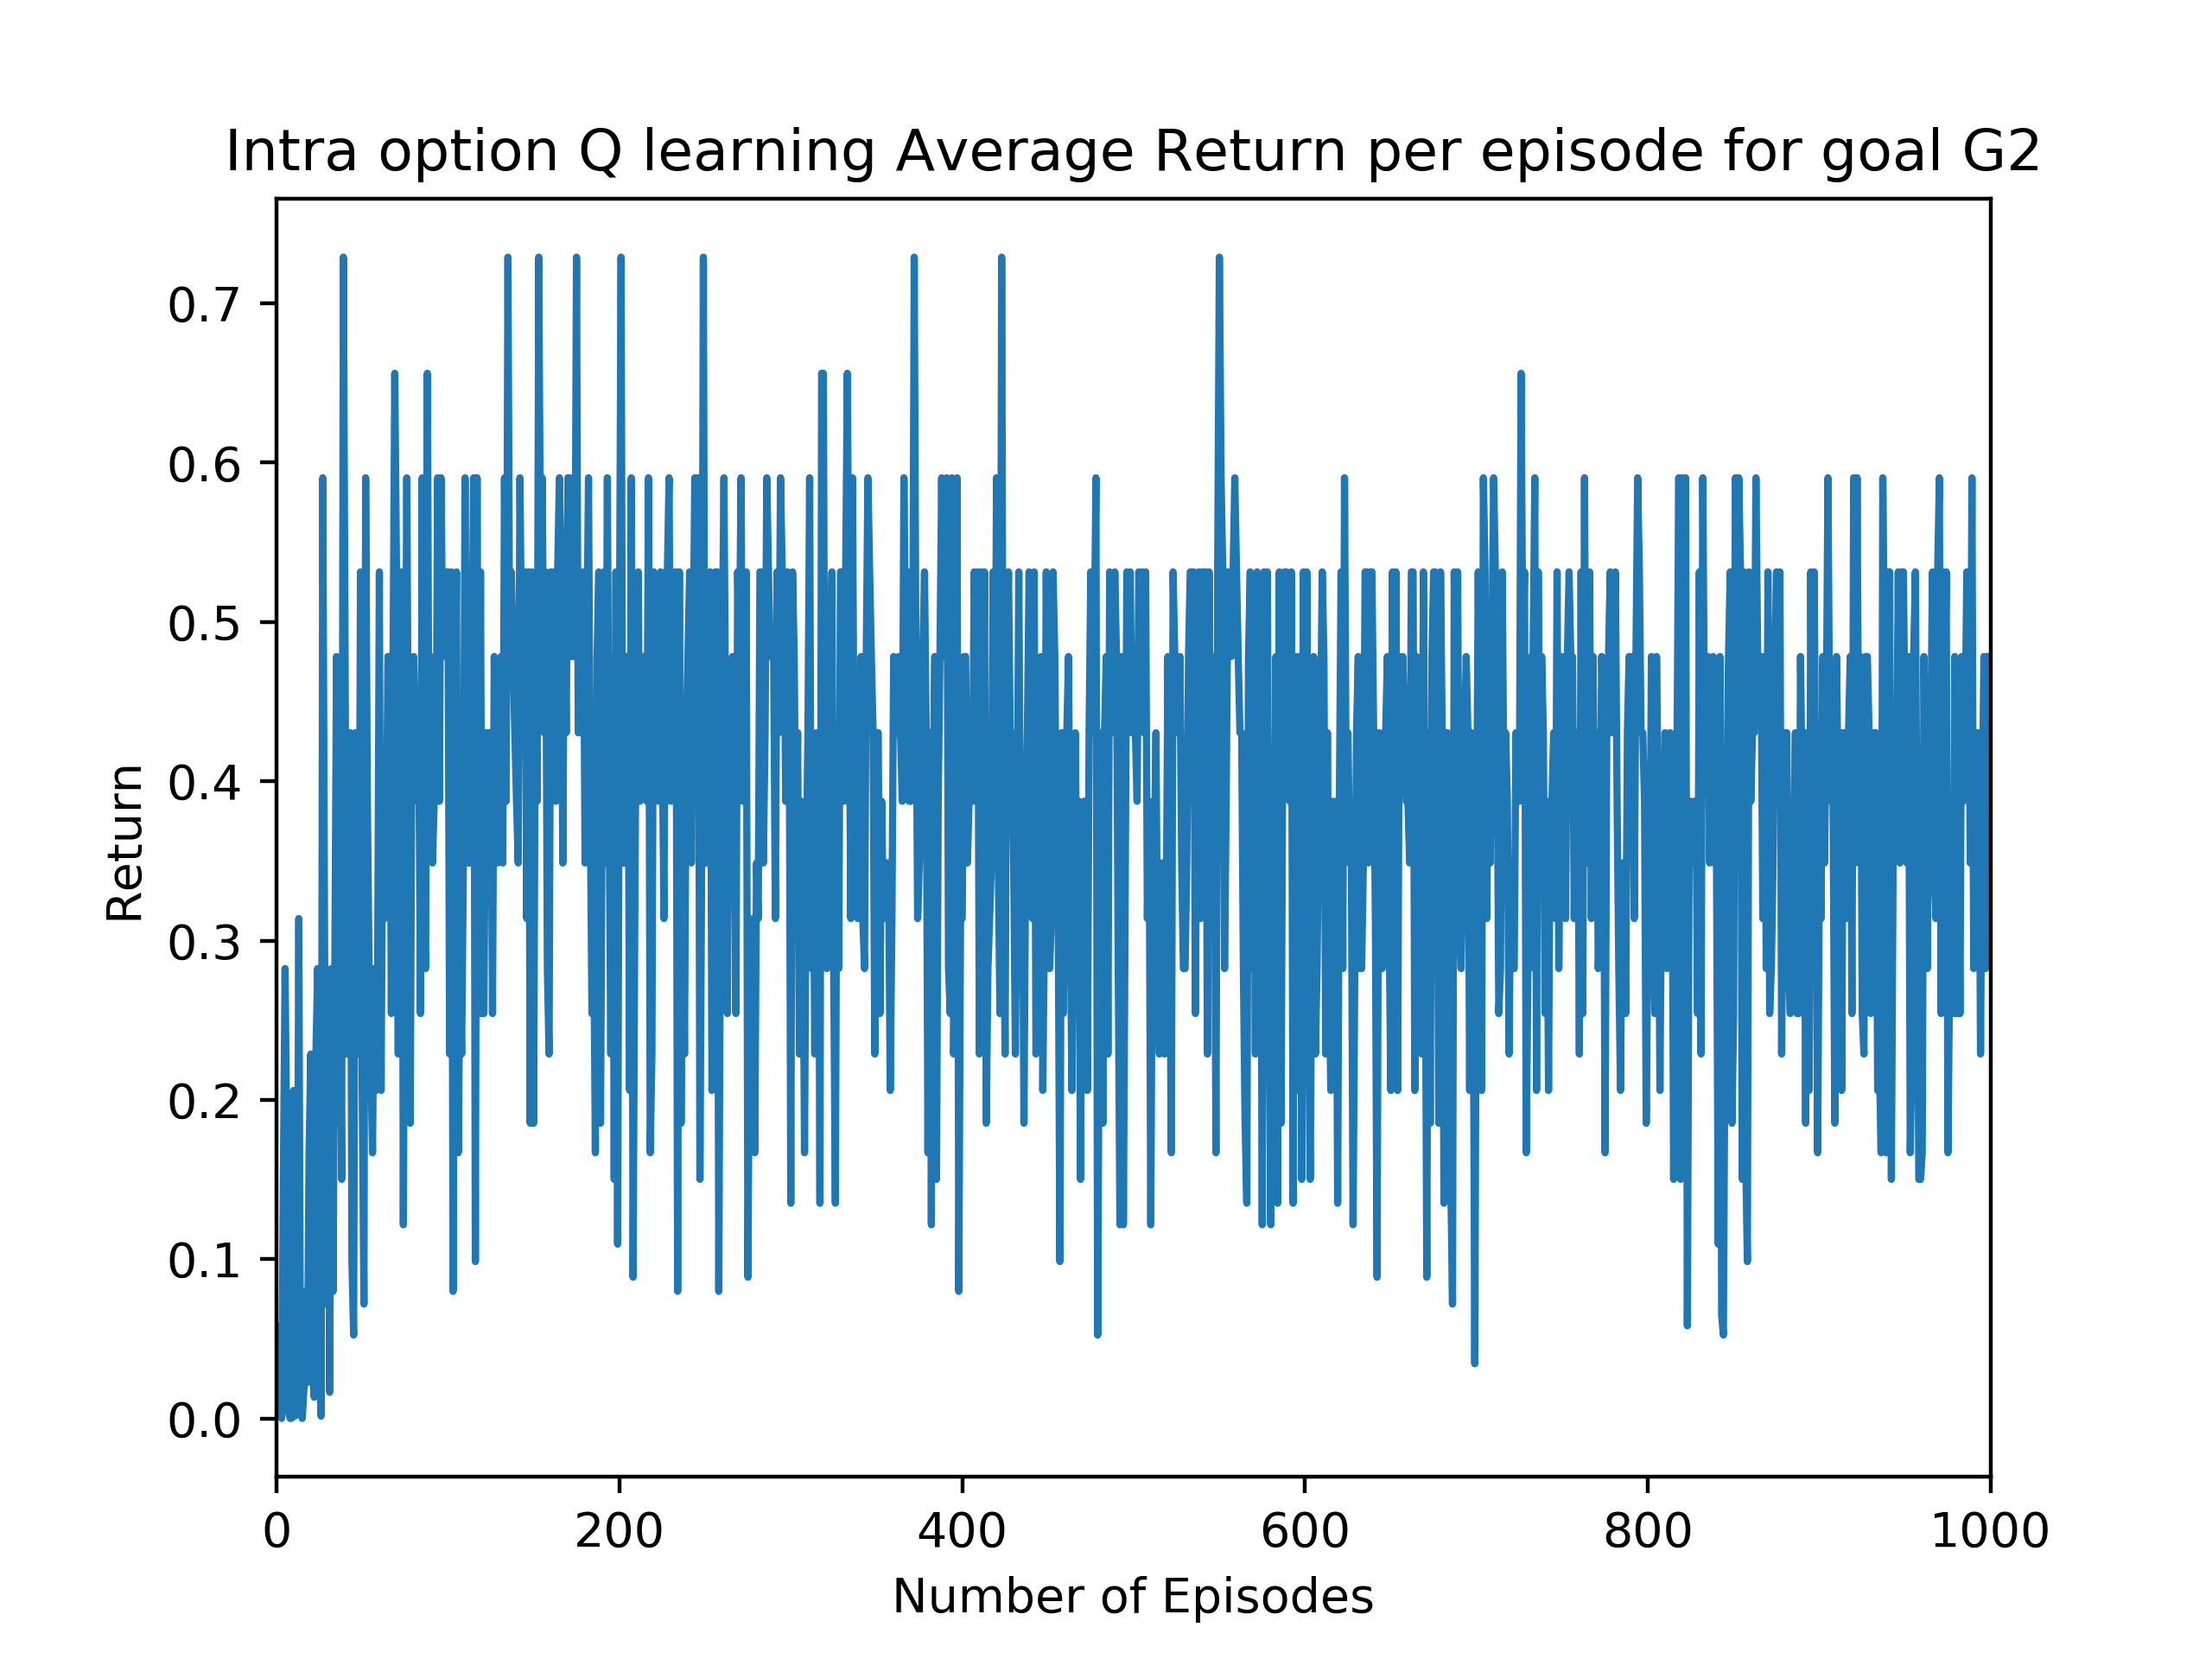 Intra option Q learning Average Return per episode for goal G2
0.7
0.6
0.5
0.4
0.3
0.2
0.1
0.0
Return
0 200 400 600 800 1000
Number of Episodes